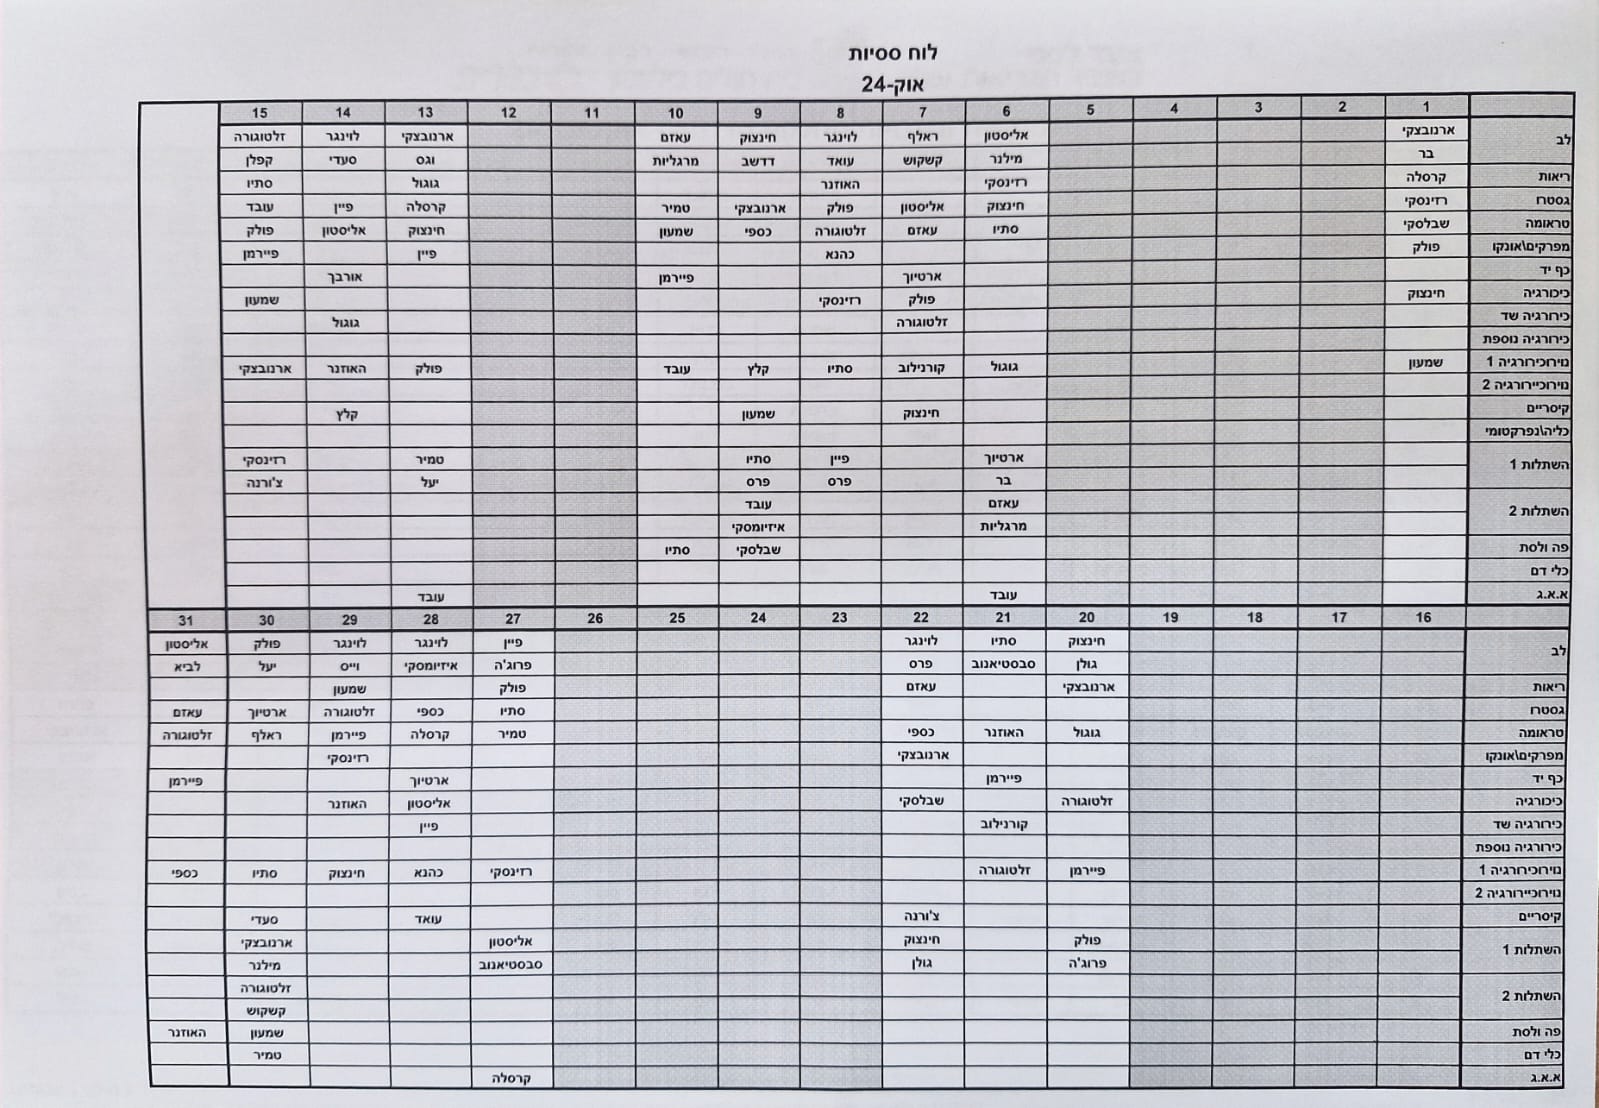 לוח ססיות
אוק-24
1 2 3 4 5 6 7 8 9 10 11 12 13 14 15
לב ארנובצקי אליסטון ראלף לוינגר חינצוק עאזם ארנובצקי לוינגר זלטוגורה
בר מילנר קשקוש עואד דדשב מרגליות וגס סעדי קפלן
ריאות קרסלה רזינסקי האוזנר גוגול סתיו
גסטרו רזינסקי חינצוק אליסטון פולק ארנובצקי טמיר קרסלה פיין עובד
טראומה שבלסקי סתיו עאזם זלטוגורה כספי שמעון חינצוק אליסטון פולק
מפרקים\אונקו פולק כהנא פיין פיירמן
כף יד ארטיוך פיירמן אורבך
כיכורגיה חינצוק פולק רזינסקי שמעון
כירורגיה שד זלטוגורה גוגול
כירורגיה נוספת
נוירוכירורגיה 1 שמעון גוגול קורנילוב סתיו קלץ עובד פולק האוזנר ארנובצקי
נוירוכיירורגיה 2
קיסריים חינצוק שמעון קלץ
כליה\נפרקטומי
השתלות 1 ארטיוך פיין סתיו טמיר רזינסקי
בר פרס פרס יעל צ'ורנה
השתלות 2 עאזם עובד
מרגליות איזיומסקי
פה ולסת שבלסקי סתיו
כלי דם
א.א.ג עובד עובד
16 17 18 19 20 21 22 23 24 25 26 27 28 29 30 31
לב חינצוק סתיו לוינגר פיין לוינגר לוינגר פולק אליסטון
גולן סבסטיאנוב פרס פרוג'ה איזיומסקי וייס יעל לביא
ריאות ארנובצקי עאזם פולק שמעון
גסטרו סתיו כספי זלטוגורה ארטיוך עאזם
טראומה גוגול האוזנר כספי טמיר קרסלה פיירמן ראלף זלטוגורה
מפרקים\אונקו ארנובצקי רזינסקי
כף יד פיירמן ארטיוך פיירמן
כיכורגיה זלטוגורה שבלסקי אליסטון האוזנר
כירורגיה שד קורנילוב פיין
כירורגיה נוספת
נוירוכירורגיה 1 פיירמן זלטוגורה רזינסקי כהנא חינצוק סתיו כספי
נוירוכיירורגיה 2
קיסריים צ'ורנה עואד סעדי
השתלות 1 פולק חינצוק אליסטון ארנובצקי
פרוג'ה גולן סבסטיאנוב מילנר
השתלות 2 זלטוגורה
קשקוש
פה ולסת שמעון האוזנר
כלי דם טמיר
א.א.ג קרסלה